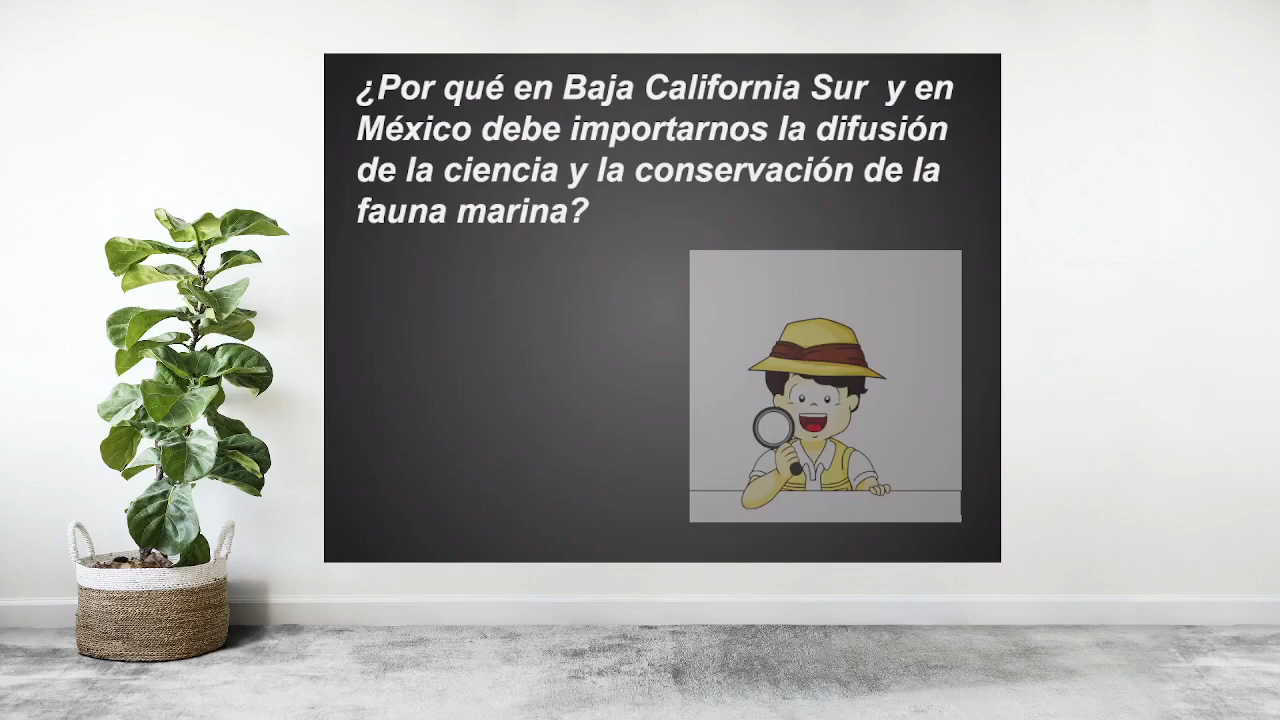 ¿Por qué en Baja California Sur y en
México debe importarnos la difusión
de la ciencia y la conservación de la
fauna marina?